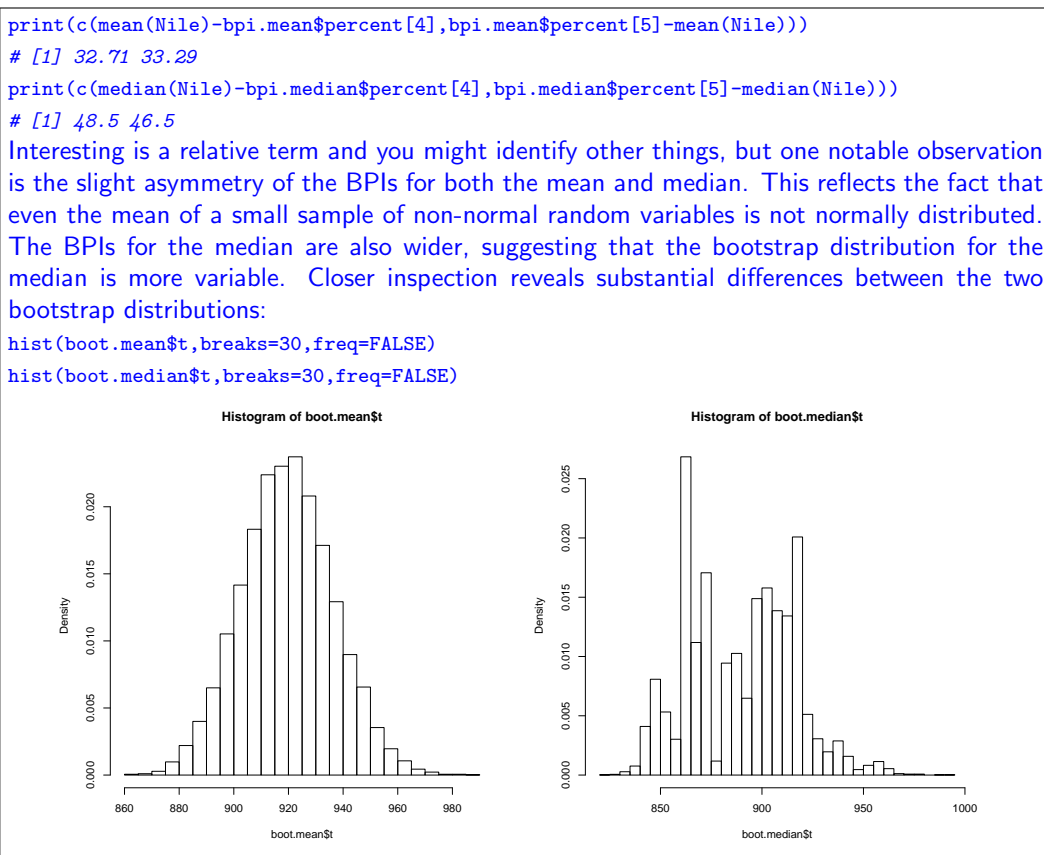 print(c(mean(Nile)-bpi.mean$percent[4],bpi.mean$percent[5]-mean(Nile)))
# [1] 32.71 33.29
print(c(median(Nile)-bpi.median$percent[4],bpi.median$percent[5]-median(Nile)))
# [1] 48.5 46.5
Interesting is a relative term and you might identify other things, but one notable observation
is the slight asymmetry of the BPIs for both the mean and median. This reflects the fact that
even the mean of a small sample of non-normal random variables is not normally distributed.
The BPIs for the median are also wider, suggesting that the bootstrap distribution for the
median is more variable. Closer inspection reveals substantial differences between the two
bootstrap distributions:
hist(boot.mean$t,breaks=30,freq=FALSE)
hist(boot.median$t,breaks=30,freq=FALSE)
Histogram of boot.mean$t
Density
0.020
0.015
0.010
0.005
0.000
860 880 900 920 940 960 980
boot.mean$t
Histogram of boot.median$t
Density
0.025
0.020
0.015
0.010
0.005
0.000
850 900 950 1000
boot.median$t